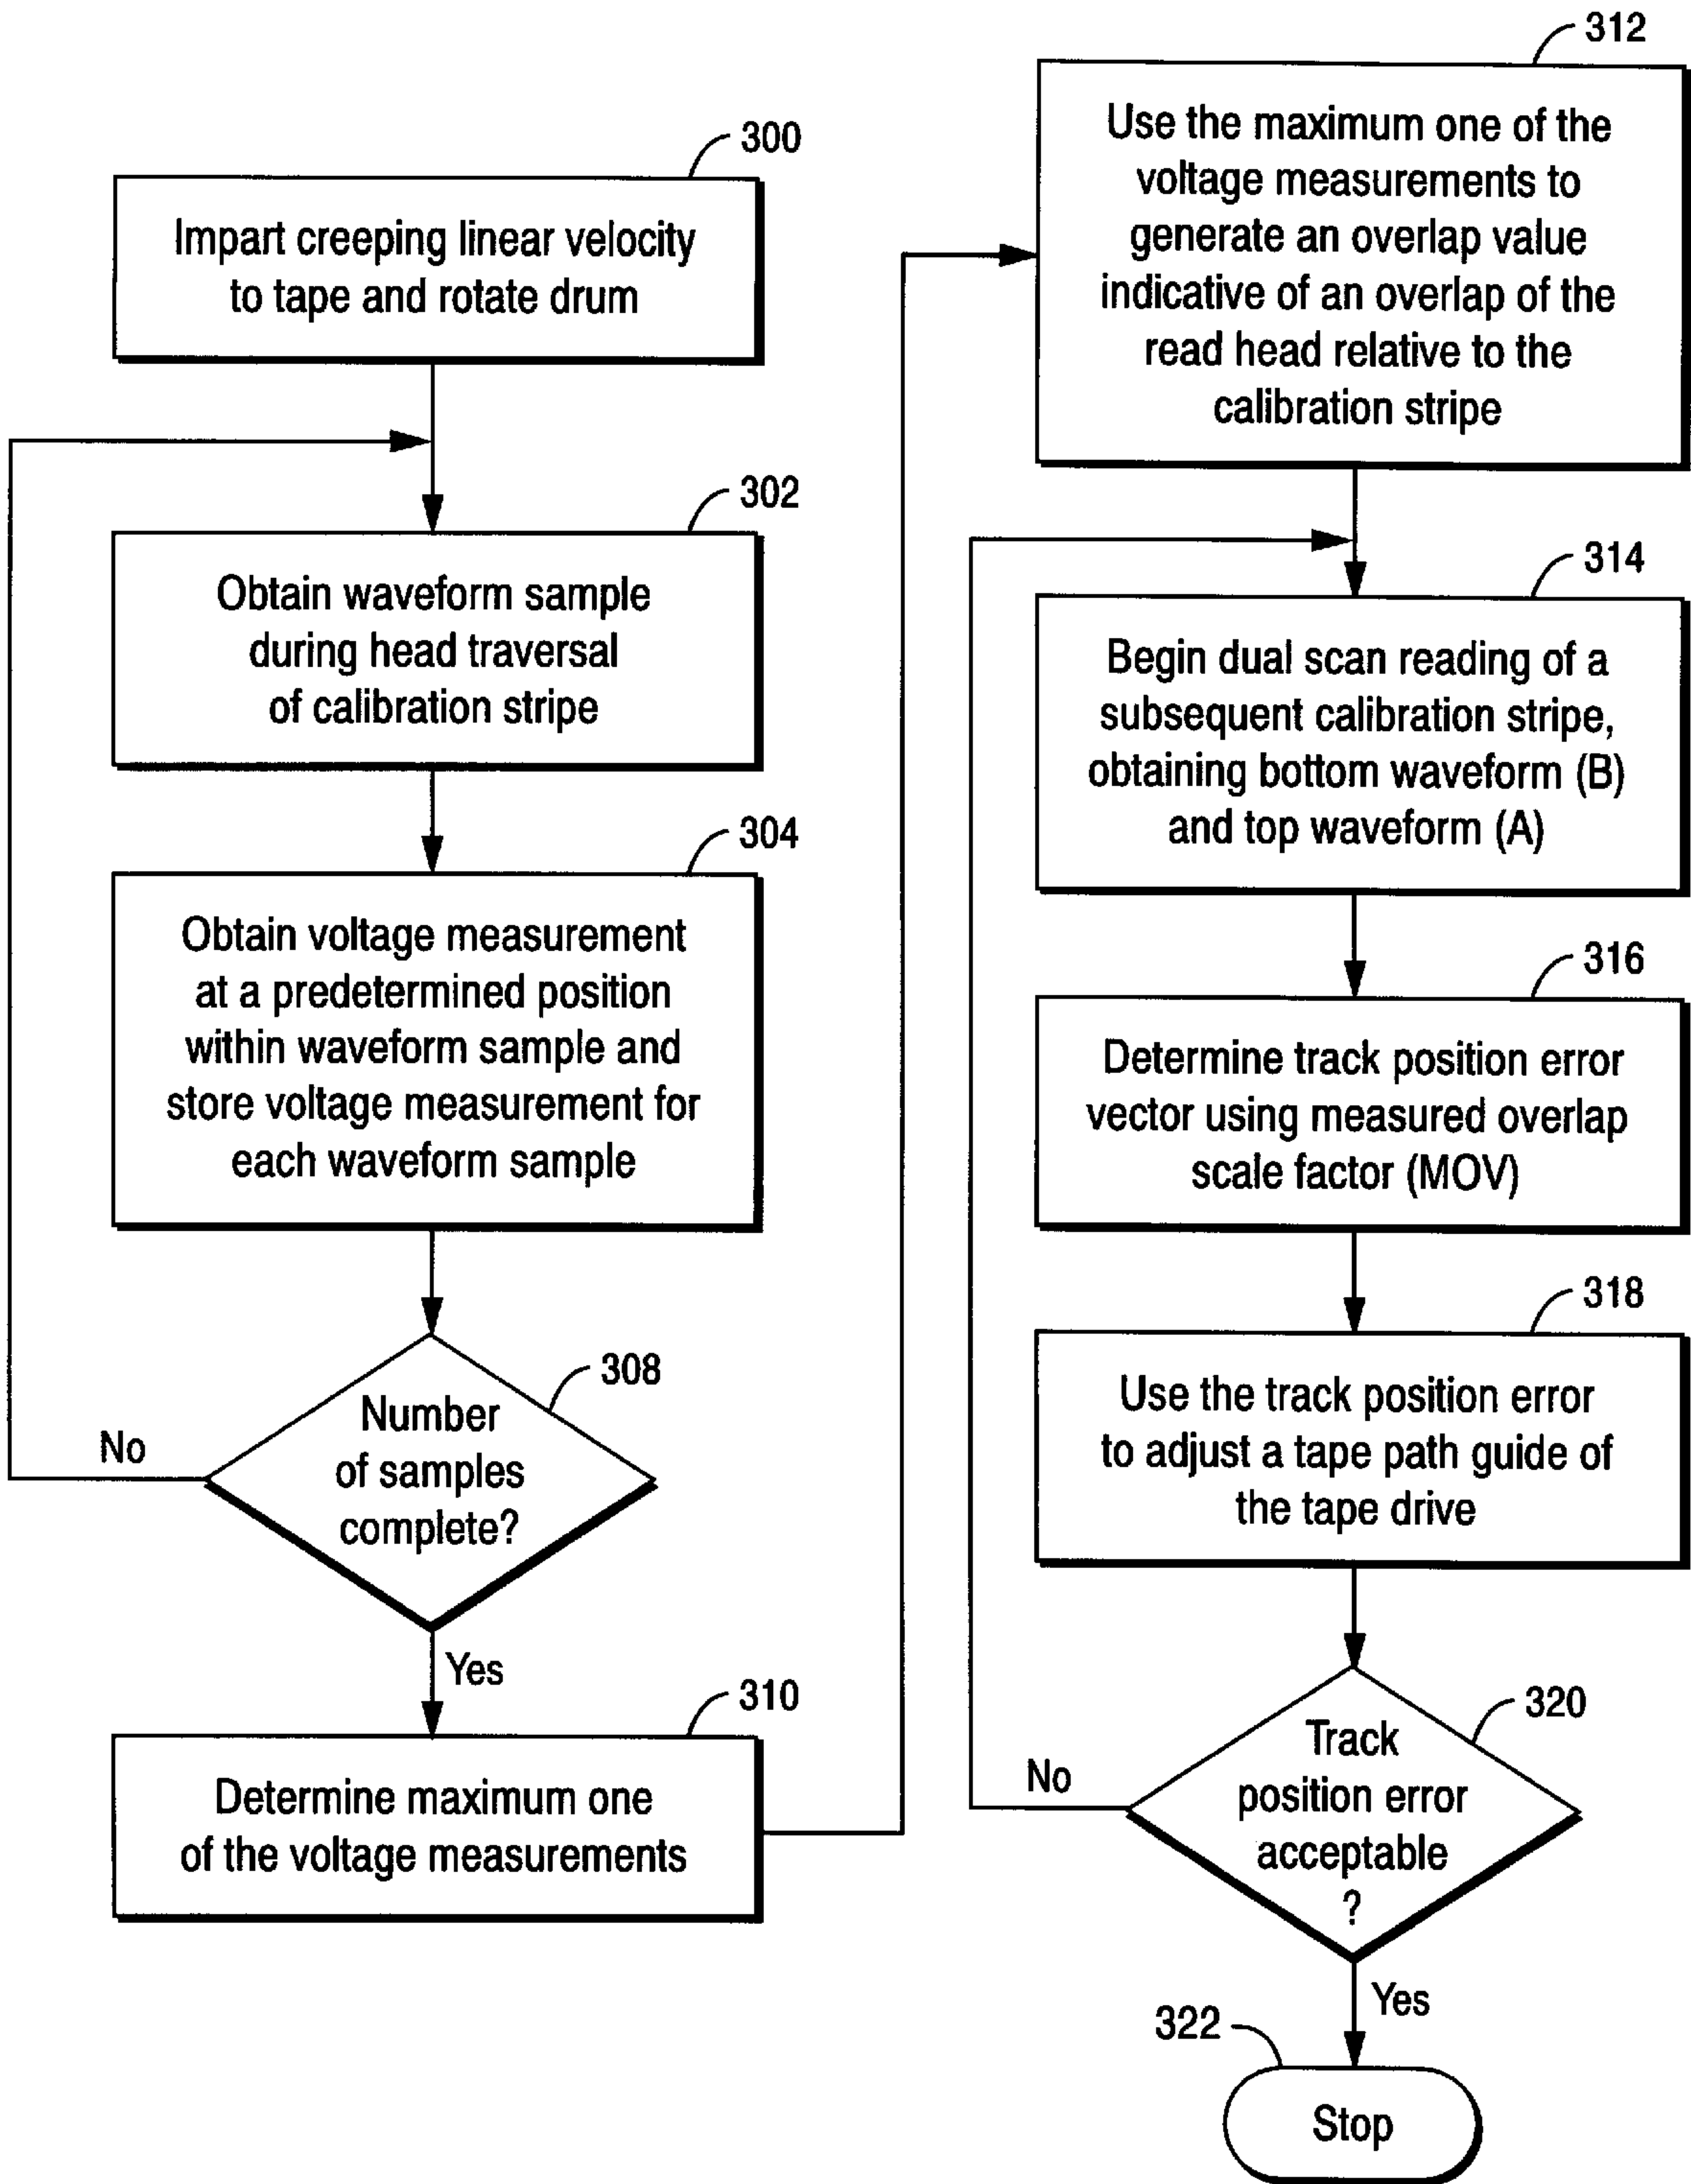 300
Impart creeping linear velocity
to tape and rotate drum
302
Obtain waveform sample
during head traversal
of calibration stripe
304
Obtain voltage measurement
at a predetermined position
within waveform sample and
store voltage measurement for
each waveform sample
308
Number
of samples
complete?
No
Yes
310
Determine maximum one
of the voltage measurements
312
Use the maximum one of the
voltage measurements to
generate an overlap value
indicative of an overlap of the
read head relative to the
calibration stripe
314
Begin dual scan reading of a
subsequent calibration stripe,
obtaining bottom waveform (B)
and top waveform (A)
316
Determine track position error
vector using measured overlap
scale factor (MOV)
318
Use the track position error
to adjust a tape path guide of
the tape drive
320
Track
position error
acceptable
?
No
Yes
322
Stop